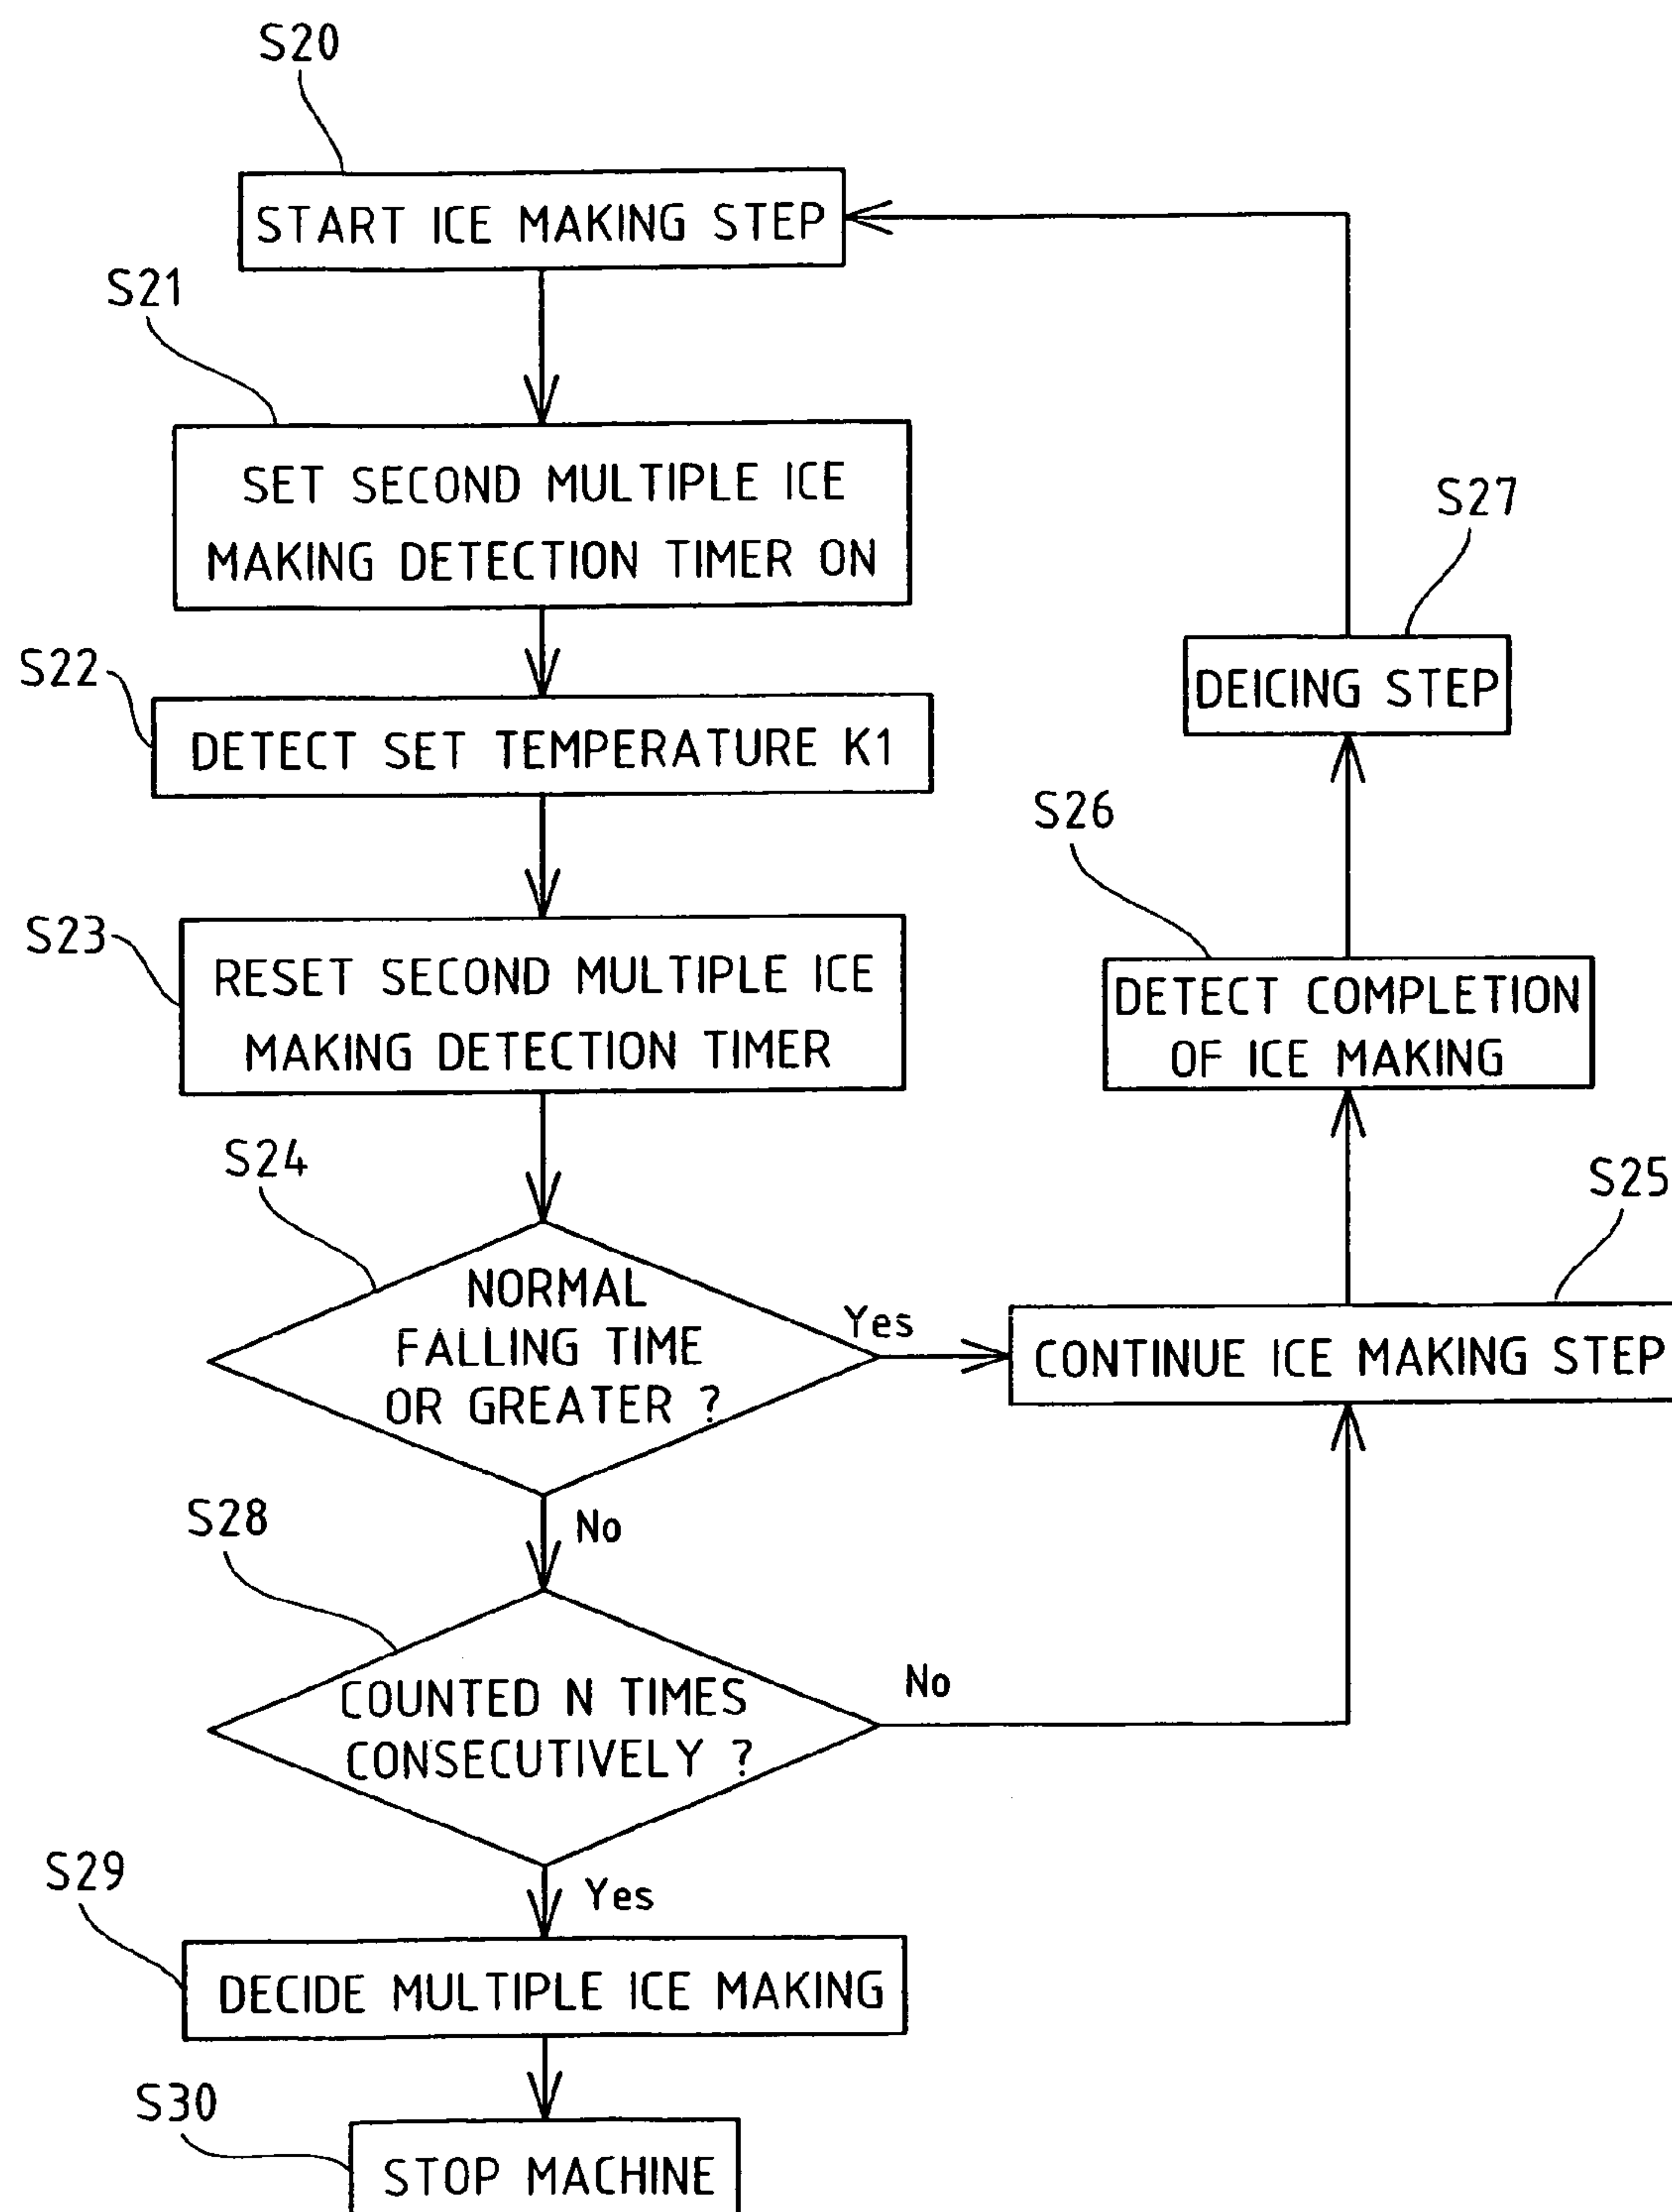 S20
START ICE MAKING STEP
S21
SET SECOND MULTIPLE ICE
MAKING DETECTION TIMER ON
S22
DETECT SET TEMPERATURE K1
S23
RESET SECOND MULTIPLE ICE
MAKING DETECTION TIMER
S24
NORMAL
FALLING TIME
OR GREATER ?
Yes
No
S25
CONTINUE ICE MAKING STEP
S26
DETECT COMPLETION
OF ICE MAKING
S27
DEICING STEP
S28
COUNTED N TIMES
CONSECUTIVELY ?
No
Yes
S29
DECIDE MULTIPLE ICE MAKING
S30
STOP MACHINE